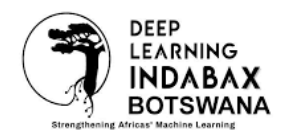 DEEP
LEARNING
INDABAX
BOTSWANA
Strengthening Africas' Machine Learning